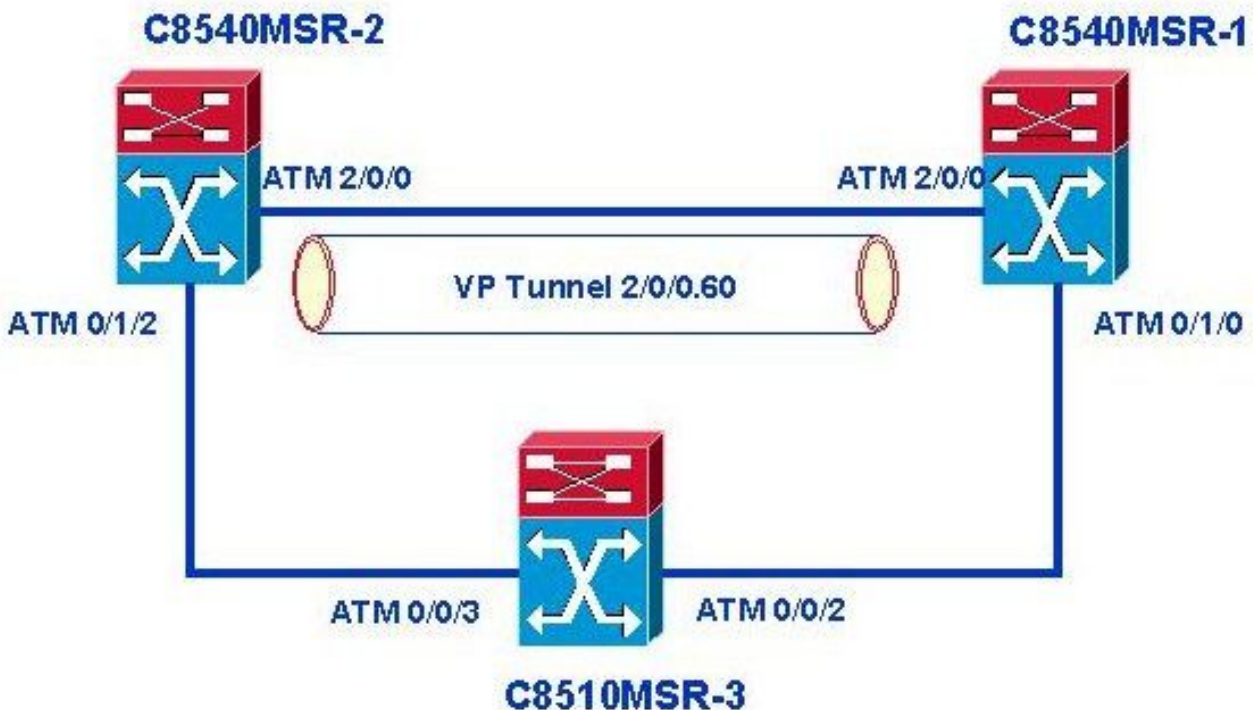 C8540MSR-2
C8540MSR-1
ATM 2/0/0
ATM 2/0/0
VP Tunnel 2/0/0.60
ATM 0/1/2
ATM 0/1/0
ATM 0/0/3
ATM 0/0/2
C8510MSR-3